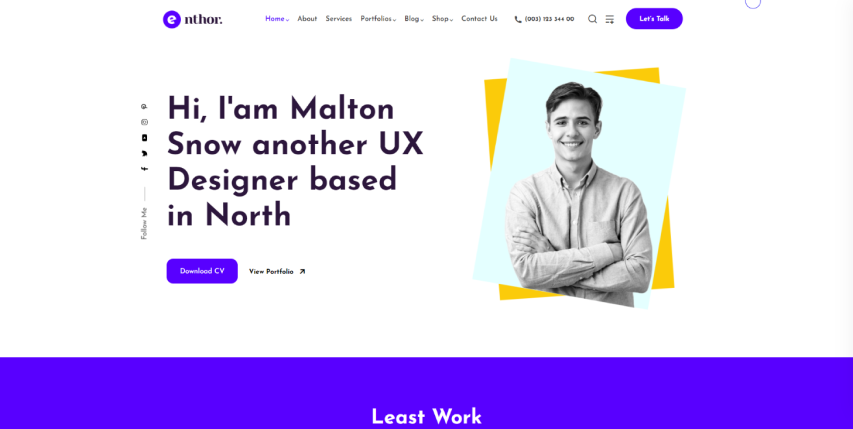 enthor.
Home
About
Services
Portfolios
Blog
Shop
Contact Us
(003) 123 344 00
Let's Talk
Hi, I'am Malton
Snow another UX
Designer based
in North
Follow Me
Download CV
View Portfolio
Least Work